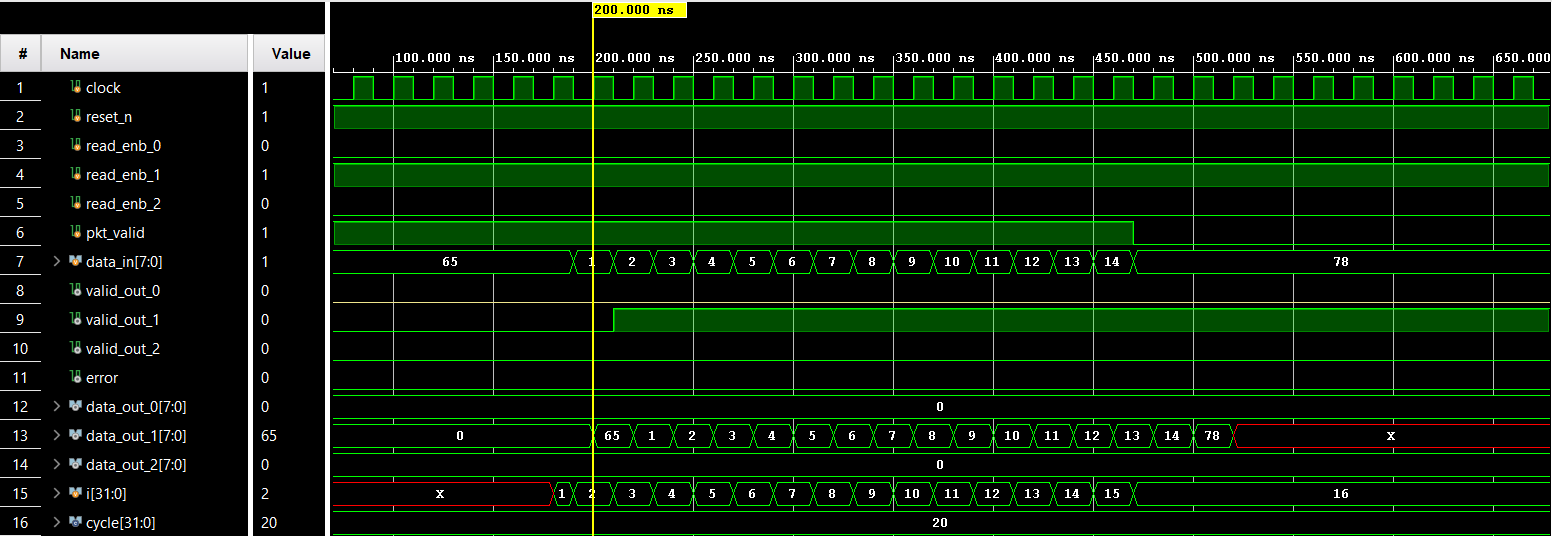 200.000 ns
# Name Value
100.000 ns 150.000 ns 200.000 ns 250.000 ns 300.000 ns 350.000 ns 400.000 ns 450.000 ns 500.000 ns 550.000 ns 600.000 ns 650.000
1 clock 1
2 reset_n 1
3 read_enb_0 0
4 read_enb_1 1
5 read_enb_2 0
6 pkt_valid 1
7 data_in[7:0] 1 65 1 2 3 4 5 6 7 8 9 10 11 12 13 14 78
8 valid_out_0 0
9 valid_out_1 0
10 valid_out_2 0
11 error 0
12 data_out_0[7:0] 0 0
13 data_out_1[7:0] 65 0 65 1 2 3 4 5 6 7 8 9 10 11 12 13 14 78 X
14 data_out_2[7:0] 0 0
15 i[31:0] 2 X 1 2 3 4 5 6 7 8 9 10 11 12 13 14 15 16
16 cycle[31:0] 20 20